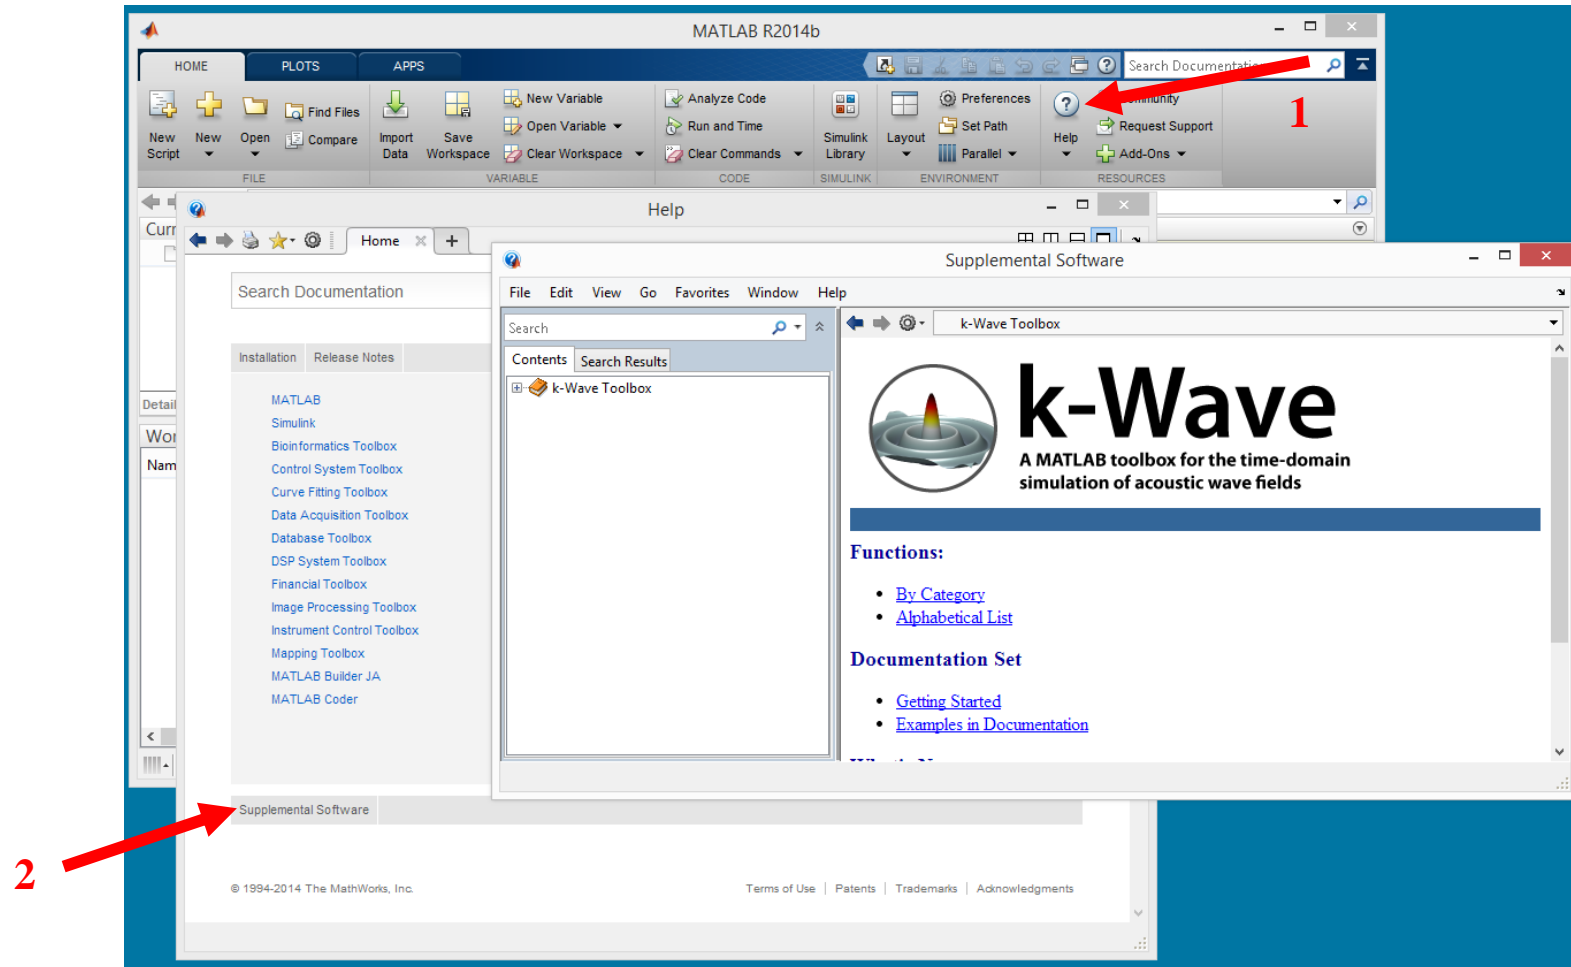 MATLAB R2014b
HOME PLOTS APPS
Search Documentation
New Script
New
Open
Find Files
Compare
Import Data
Save Workspace
New Variable
Open Variable
Clear Workspace
Analyze Code
Run and Time
Clear Commands
Simulink Library
Layout
Preferences
Set Path
Parallel
Help
Community
Request Support
Add-Ons
1
FILE VARIABLE CODE SIMULINK ENVIRONMENT RESOURCES
Curr
Detail
Wor
Nam
Help
Home
Search Documentation
Installation Release Notes
MATLAB
Simulink
Bioinformatics Toolbox
Control System Toolbox
Curve Fitting Toolbox
Data Acquisition Toolbox
Database Toolbox
DSP System Toolbox
Financial Toolbox
Image Processing Toolbox
Instrument Control Toolbox
Mapping Toolbox
MATLAB Builder JA
MATLAB Coder
Supplemental Software
2
© 1994-2014 The MathWorks, Inc.
Terms of Use | Patents | Trademarks | Acknowledgments
Supplemental Software
File Edit View Go Favorites Window Help
Search
Contents Search Results
k-Wave Toolbox
k-Wave Toolbox
k-Wave
A MATLAB toolbox for the time-domain
simulation of acoustic wave fields
Functions:
By Category
Alphabetical List
Documentation Set
Getting Started
Examples in Documentation